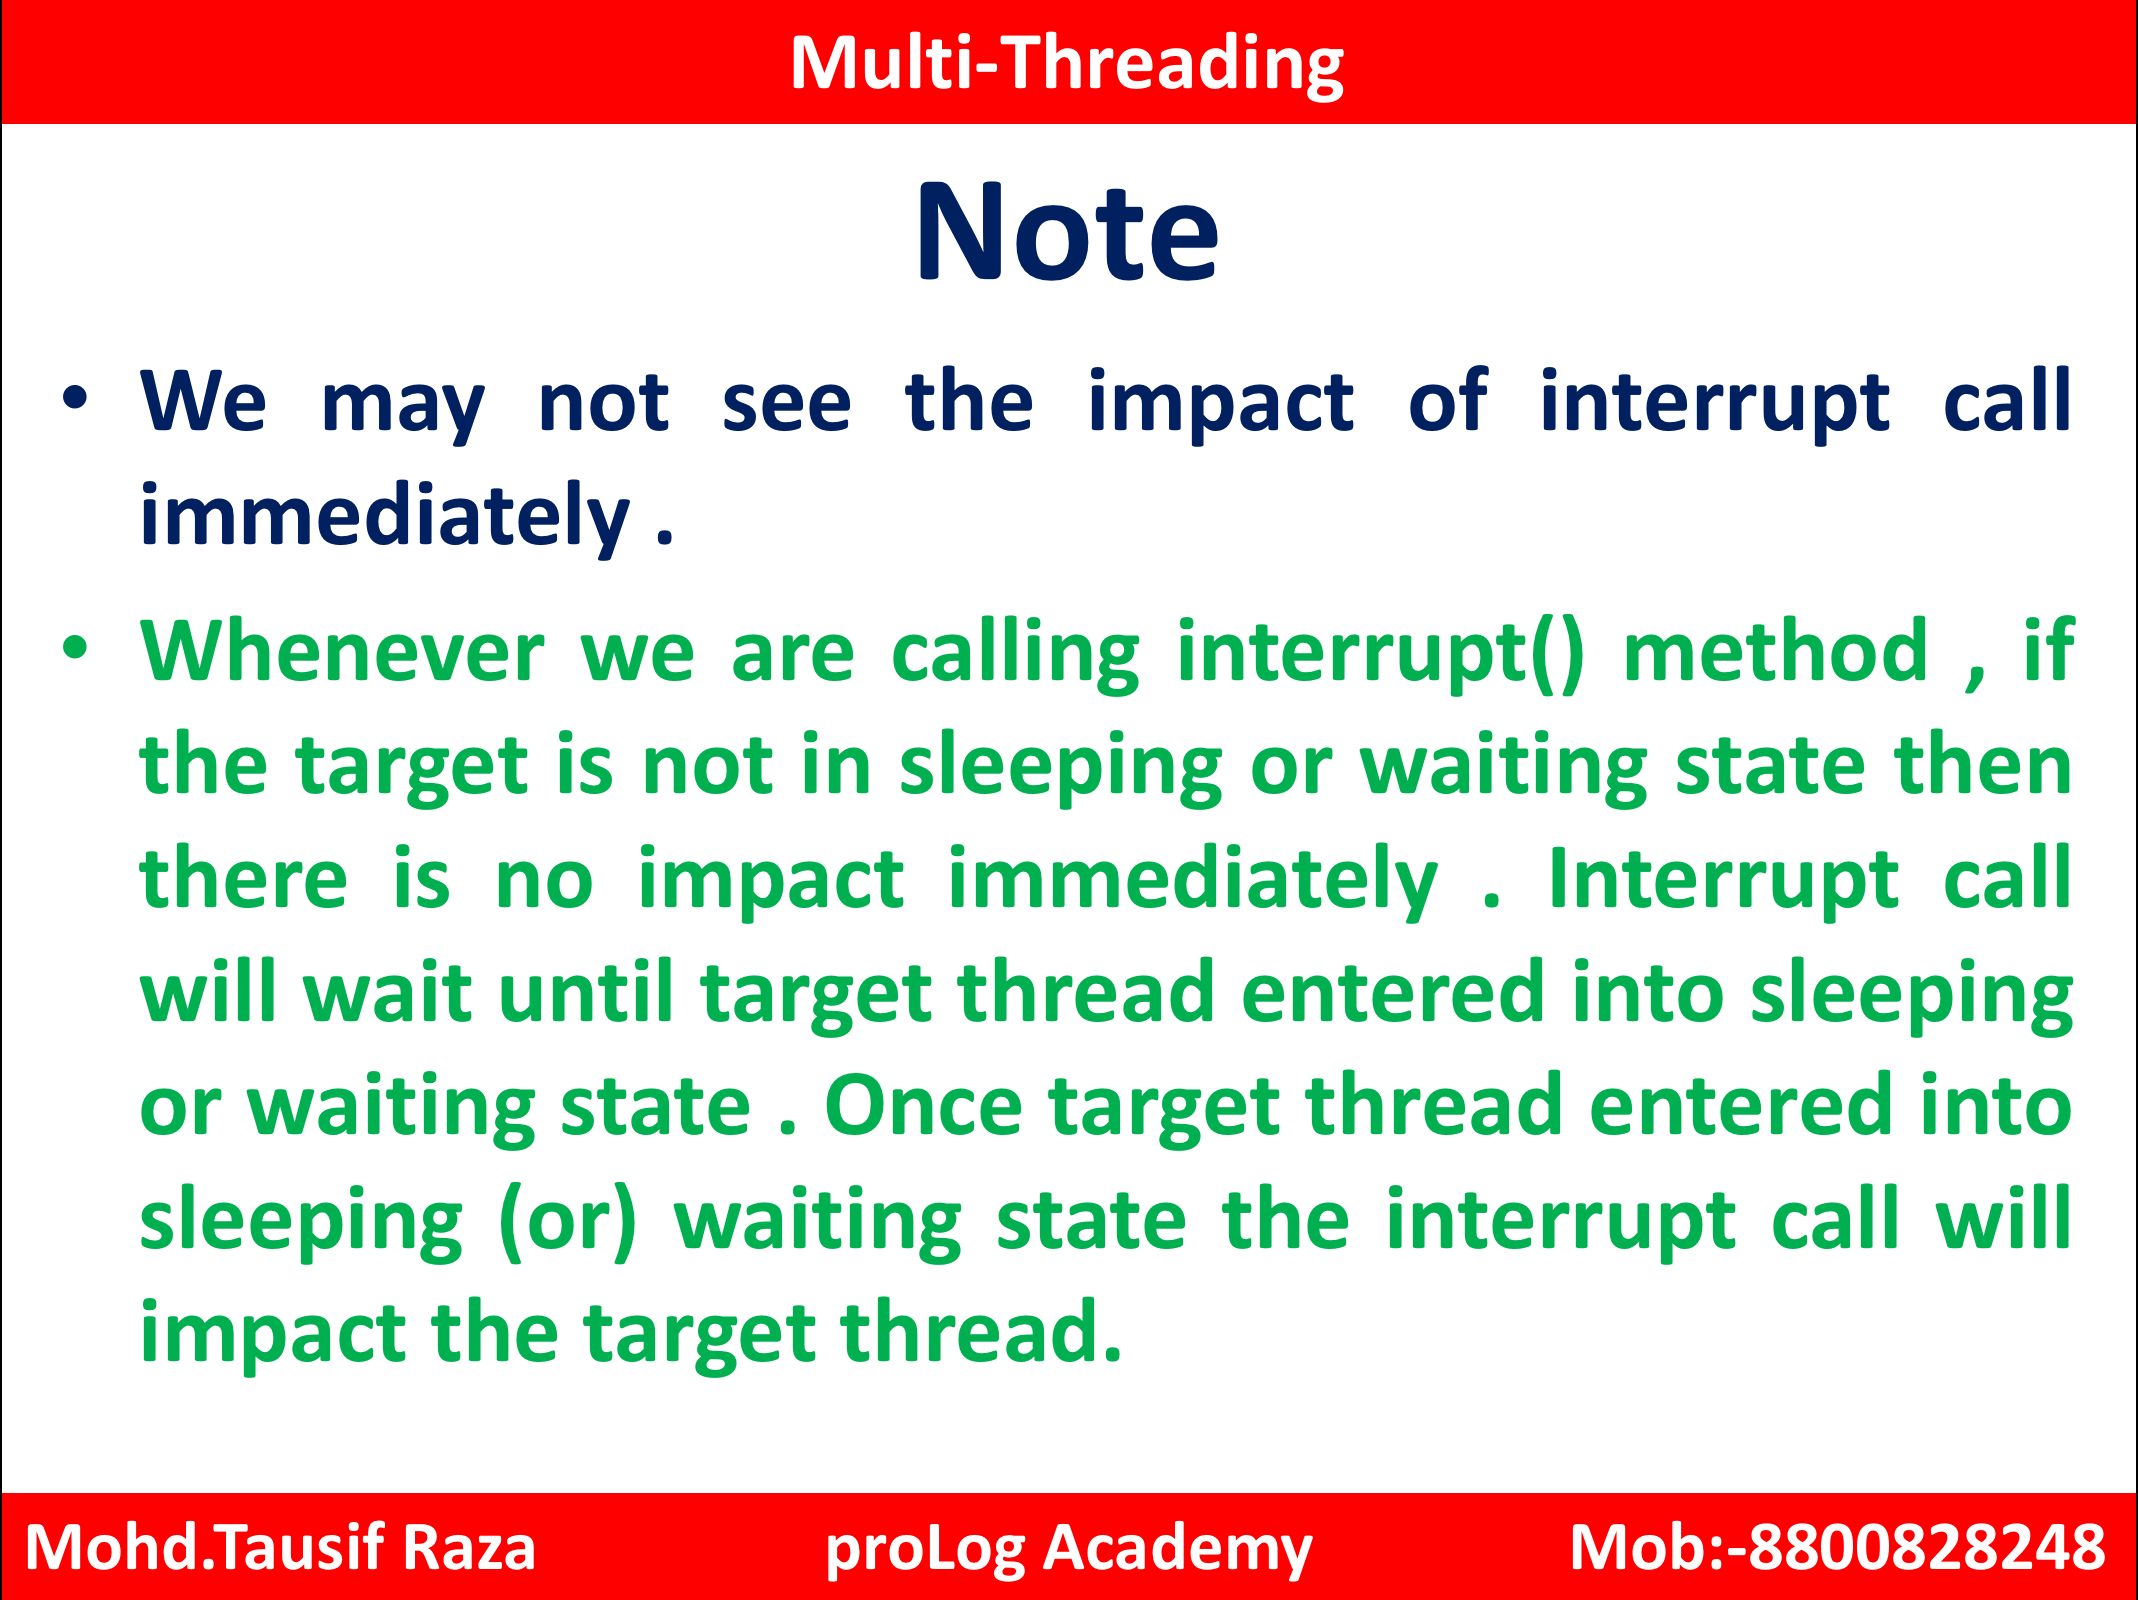 Multi-Threading
Note
• We may not see the impact of interrupt call
immediately .
• Whenever we are calling interrupt() method , if
the target is not in sleeping or waiting state then
there is no impact immediately . Interrupt call
will wait until target thread entered into sleeping
or waiting state . Once target thread entered into
sleeping (or) waiting state the interrupt call will
impact the target thread.
Mohd.Tausif Raza proLog Academy Mob:-8800828248